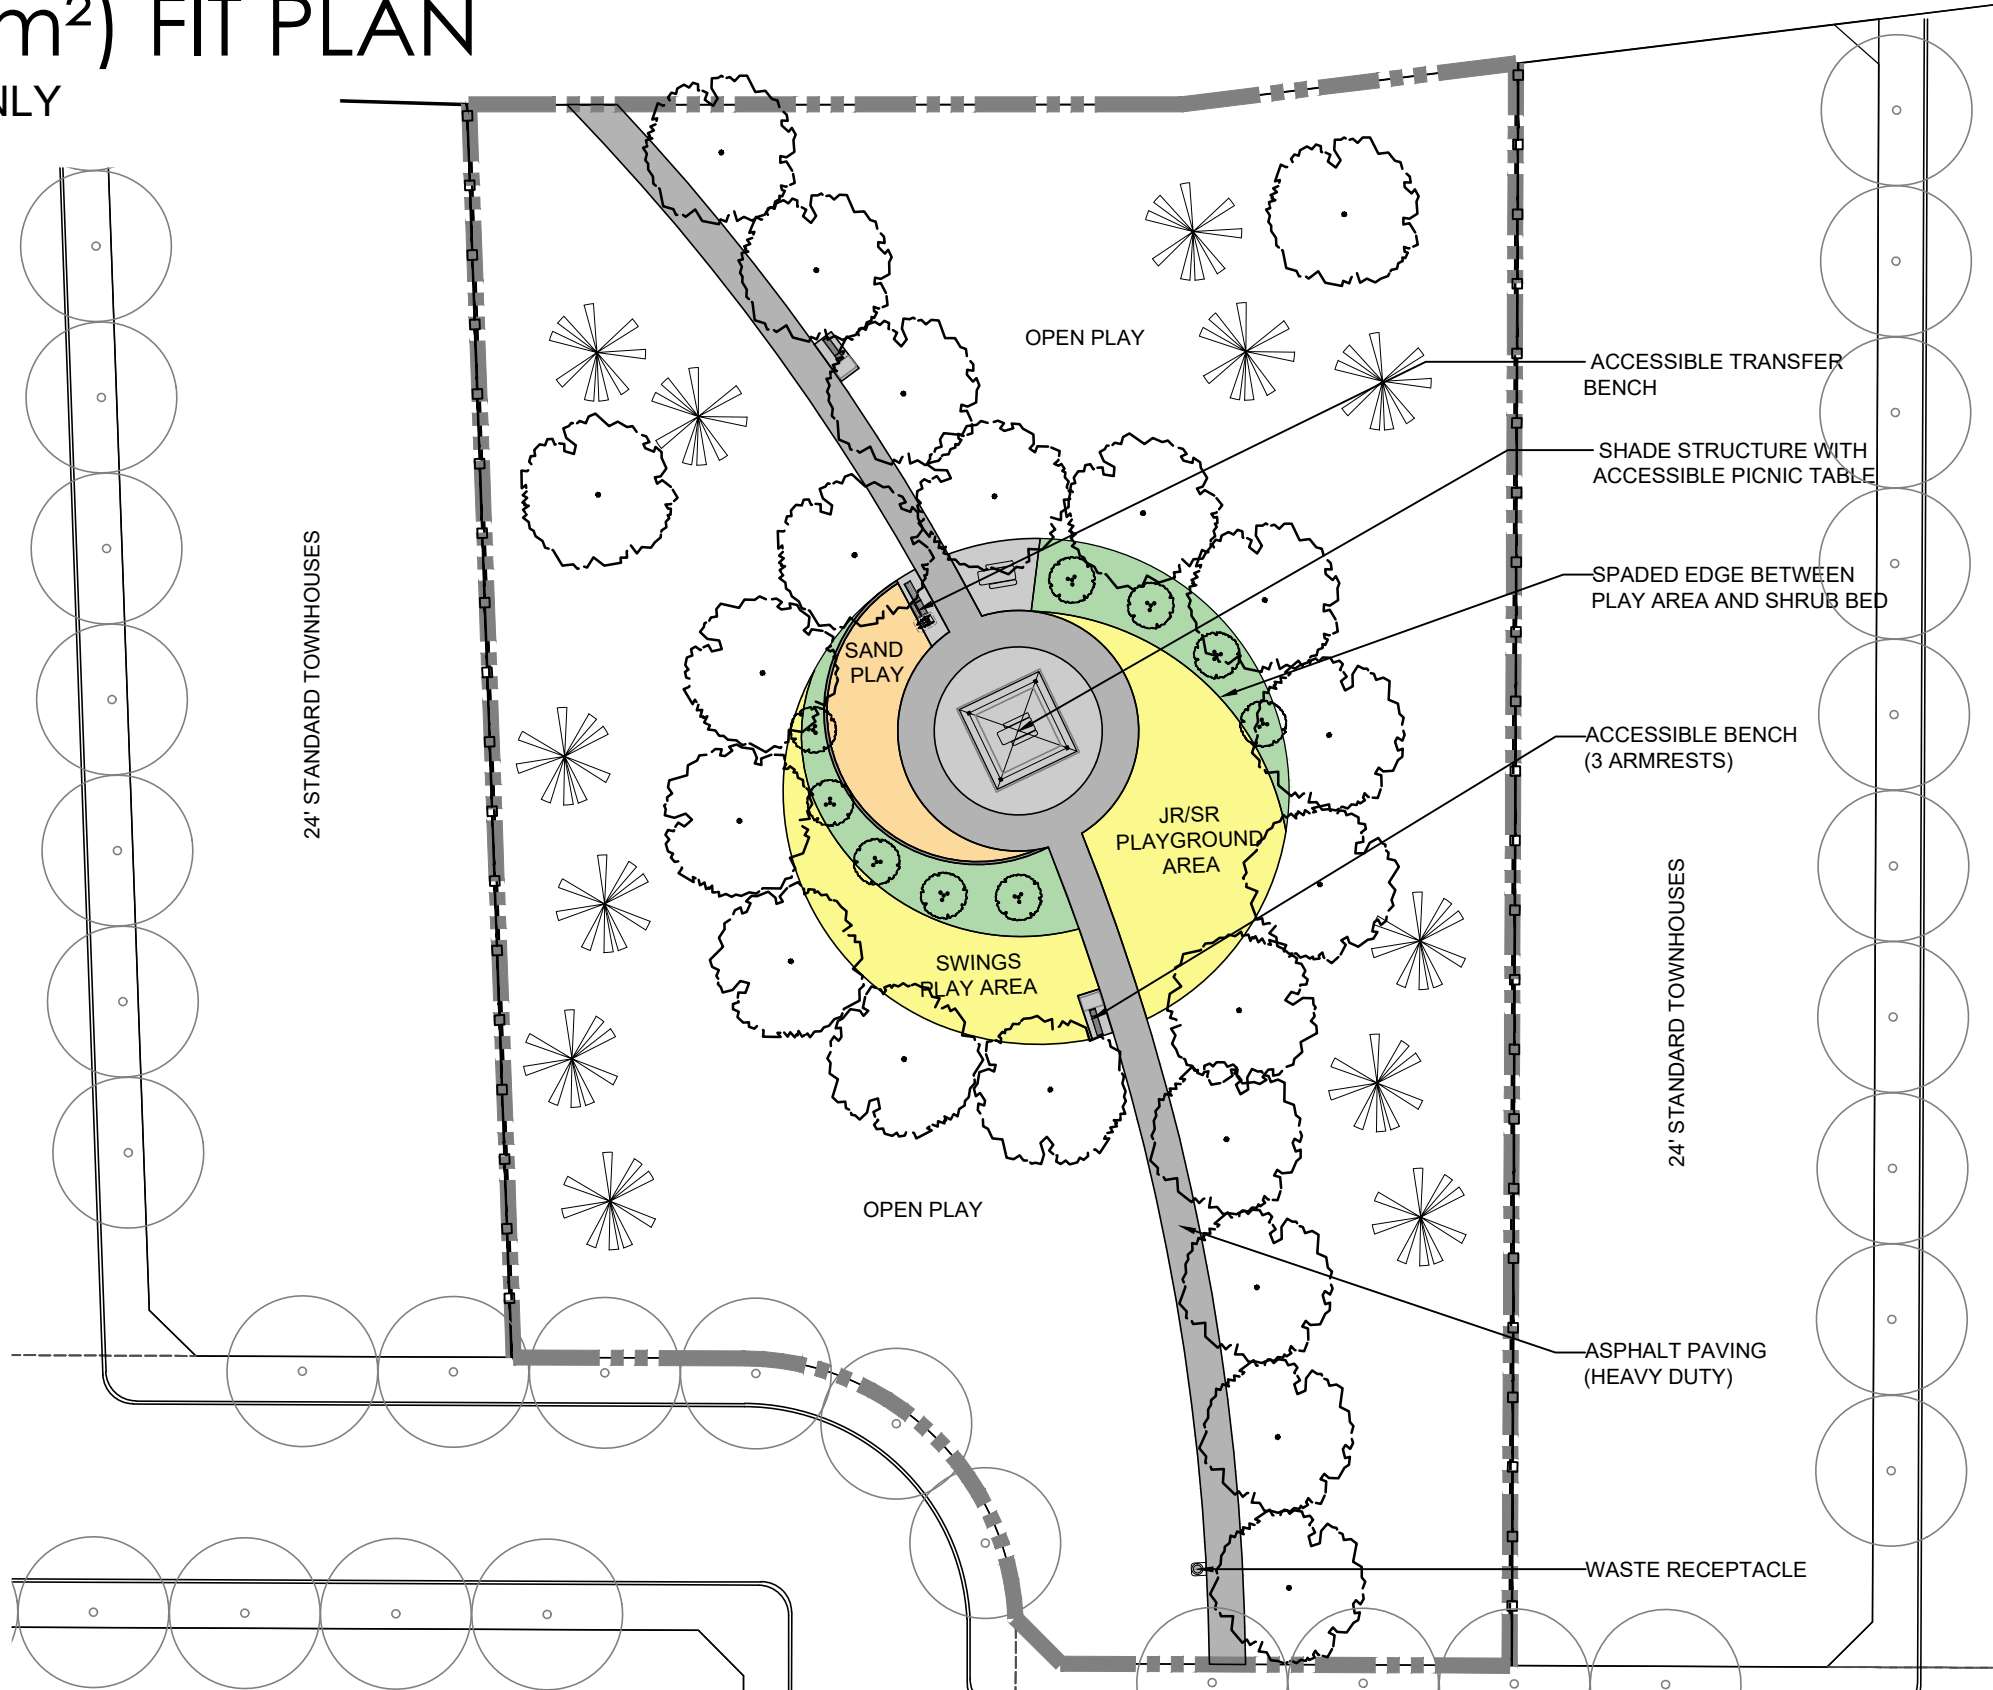 m²) FIT PLAN
NLY
OPEN PLAY
ACCESSIBLE TRANSFER
BENCH
SHADE STRUCTURE WITH
ACCESSIBLE PICNIC TABLE
SPADED EDGE BETWEEN
PLAY AREA AND SHRUB BED
24' STANDARD TOWNHOUSES
SAND
PLAY
ACCESSIBLE BENCH
(3 ARMRESTS)
JR/SR
PLAYGROUND
AREA
SWINGS
PLAY AREA
24' STANDARD TOWNHOUSES
OPEN PLAY
ASPHALT PAVING
(HEAVY DUTY)
WASTE RECEPTACLE